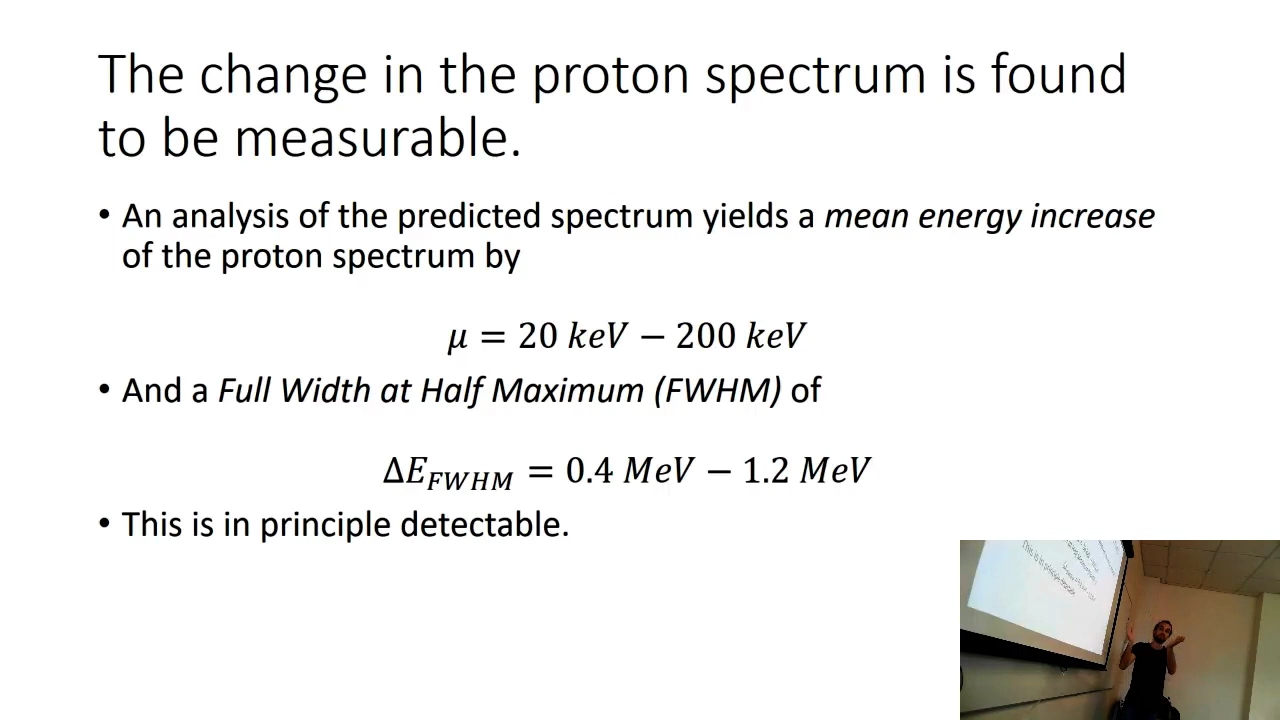 The change in the proton spectrum is found
to be measurable.
• An analysis of the predicted spectrum yields a mean energy increase
of the proton spectrum by
μ = 20 keV − 200 keV
• And a Full Width at Half Maximum (FWHM) of
ΔE_FWHM = 0.4 MeV − 1.2 MeV
• This is in principle detectable.